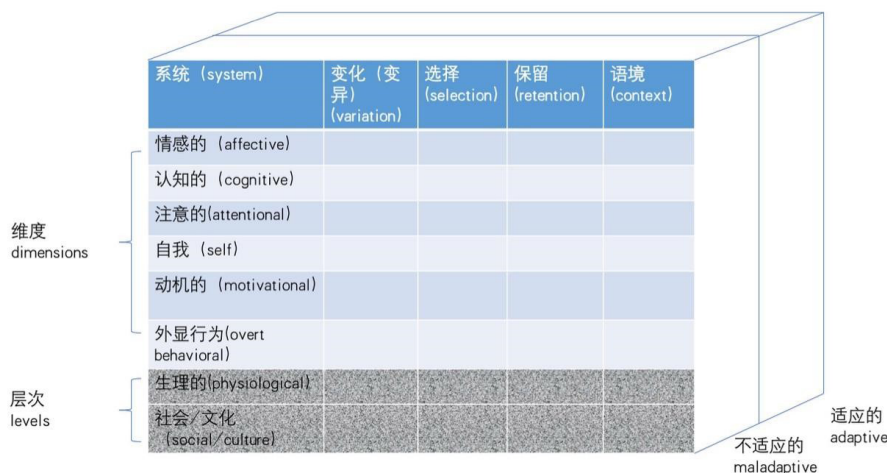 系统（system）
变化（变
异）
(variation)
选择
(selection)
保留
(retention)
语境
(context)
情感的（affective）
认知的（cognitive）
注意的(attentional)
自我（self）
动机的（motivational）
外显行为(overt
behavioral)
生理的(physiological)
社会/文化
（social/culture）
维度
dimensions
层次
levels
不适应的
maladaptive
适应的
adaptive